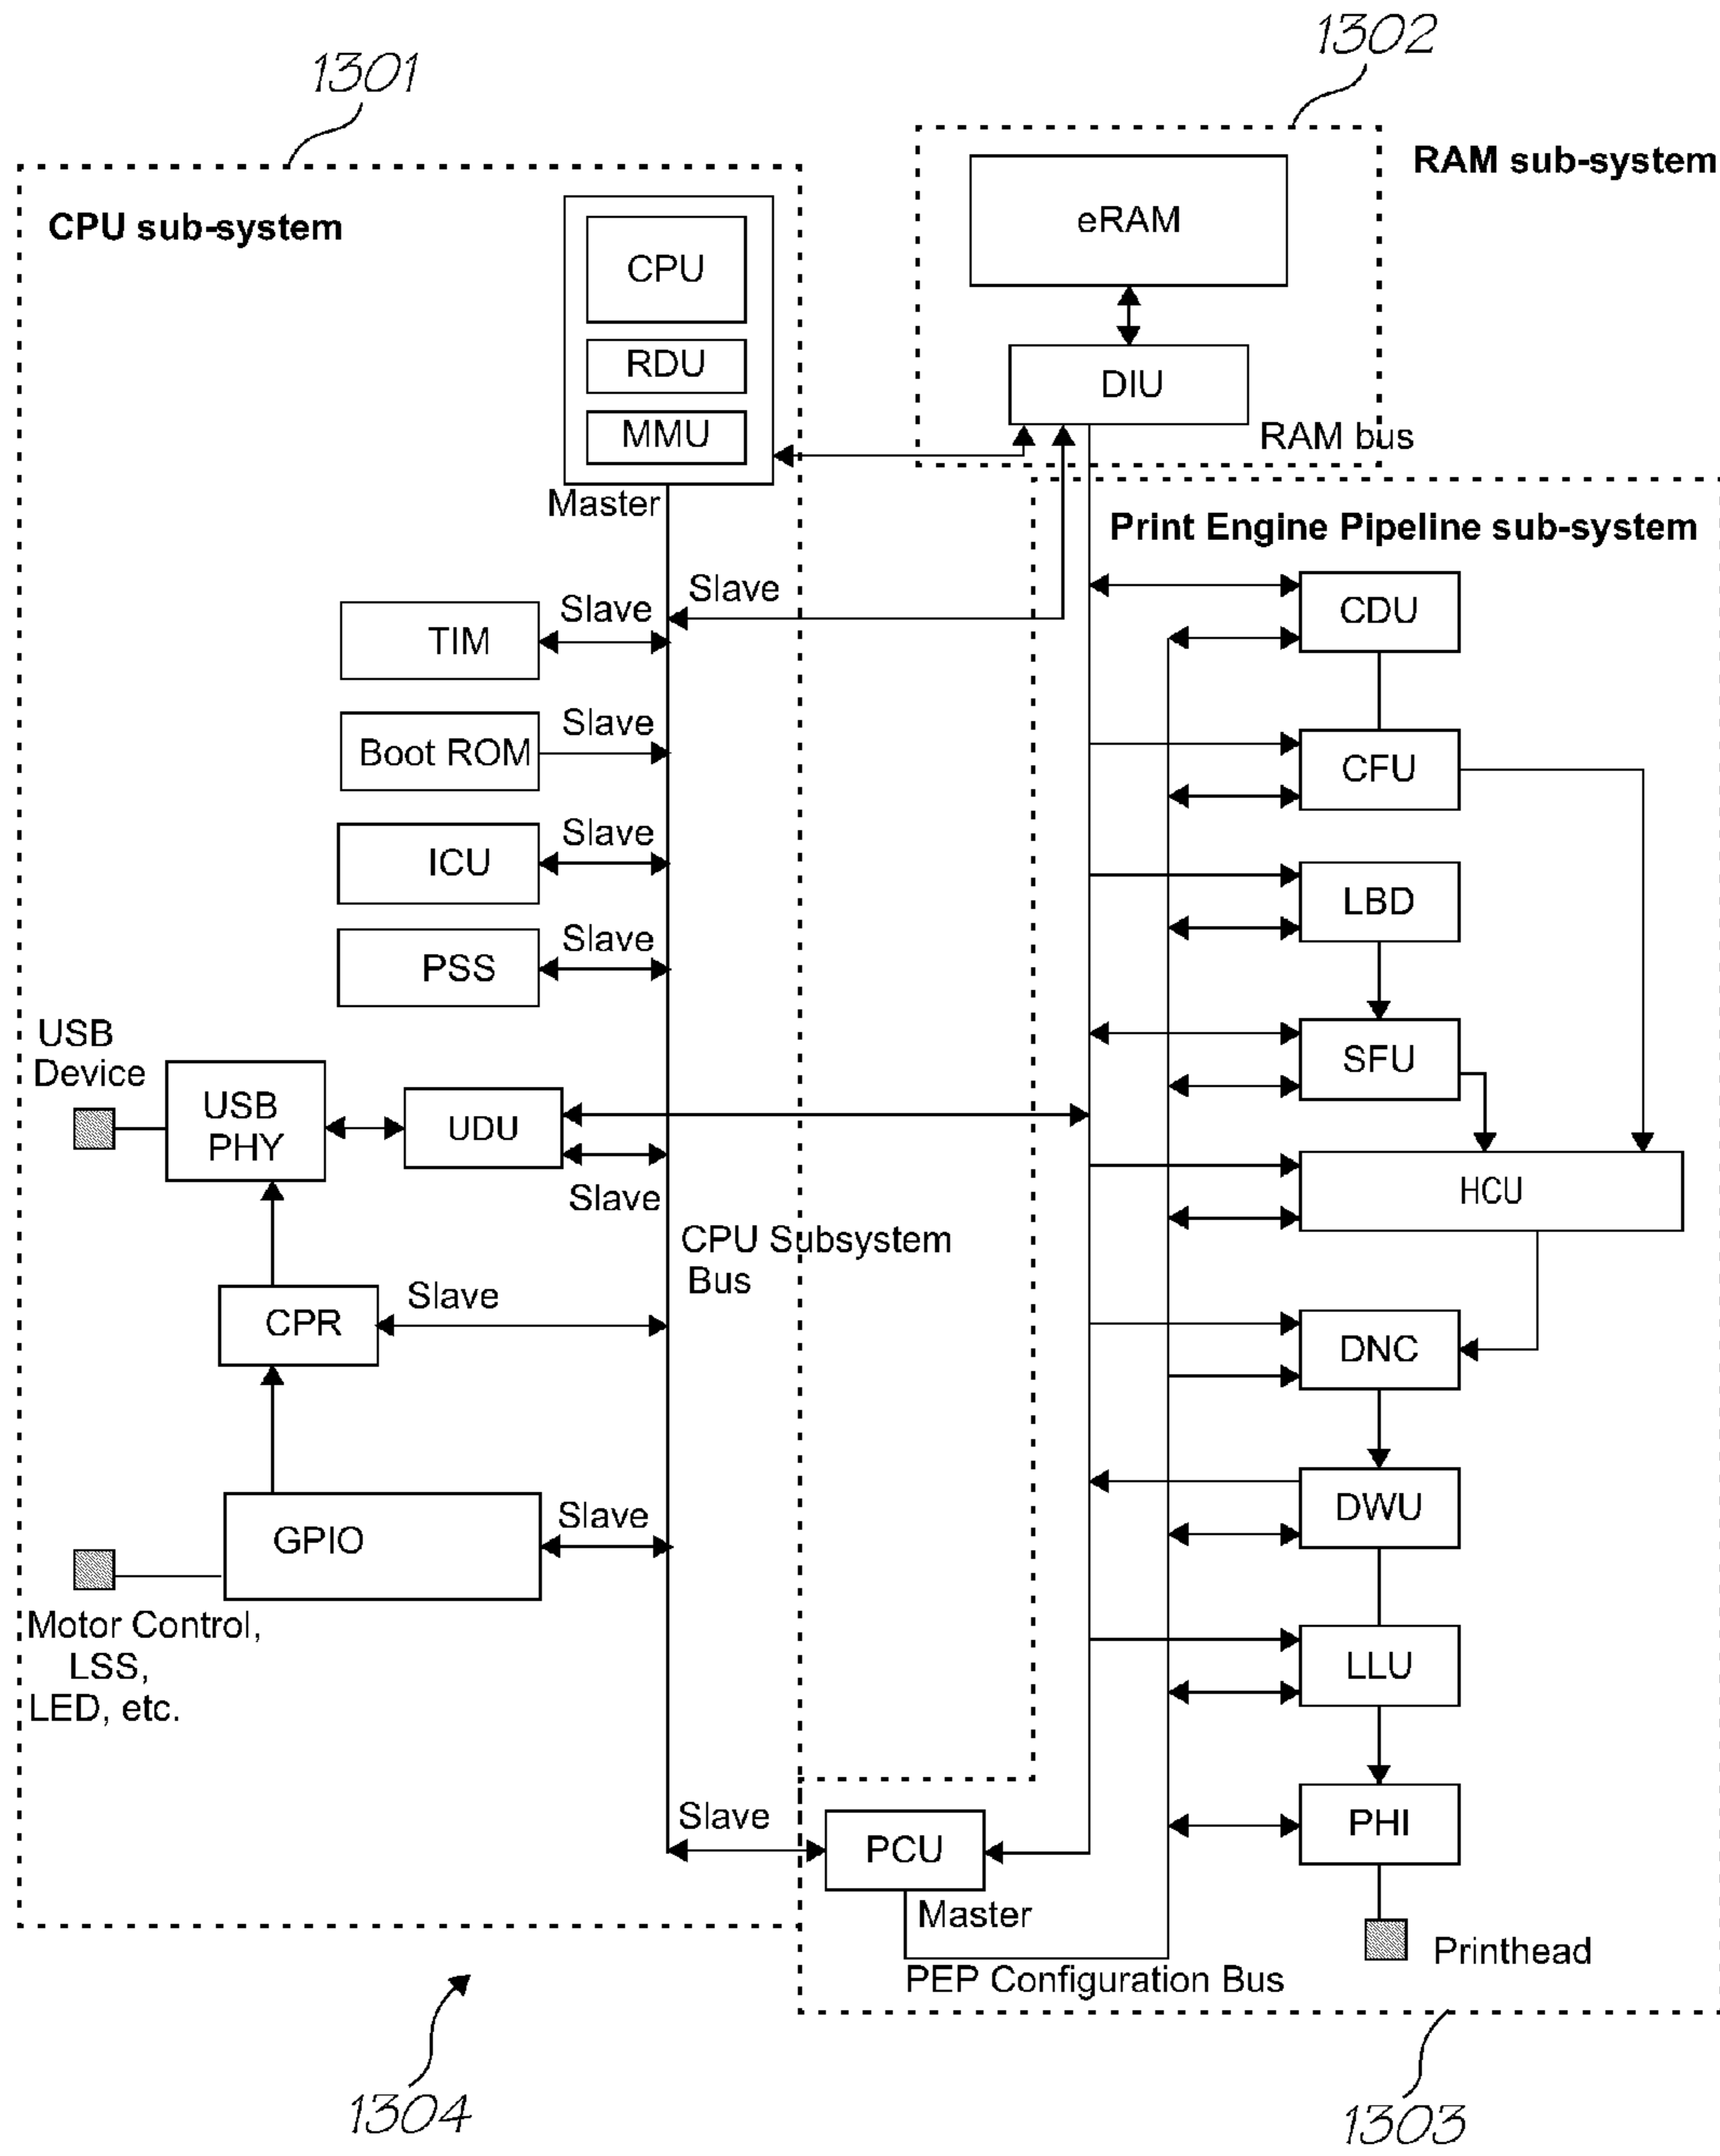 1302
1301
RAM sub-system
eRAM
CPU sub-system
CPU
RDU
DIU
MMU
RAM bus
Master
Print Engine Pipeline sub-system
Slave
Slave
CDU
TIM
Slave
Boot ROM
CFU
Slave
ICU
LBD
Slave
PSS
USB
Device
SFU
USB
PHY
UDU
Slave
HCU
CPU Subsystem
Bus
Slave
CPR
DNC
Slave
GPIO
DWU
Motor Control,
LSS,
LED, etc.
LLU
Slave
PCU
PHI
Master
Printhead
PEP Configuration Bus
1304
1303